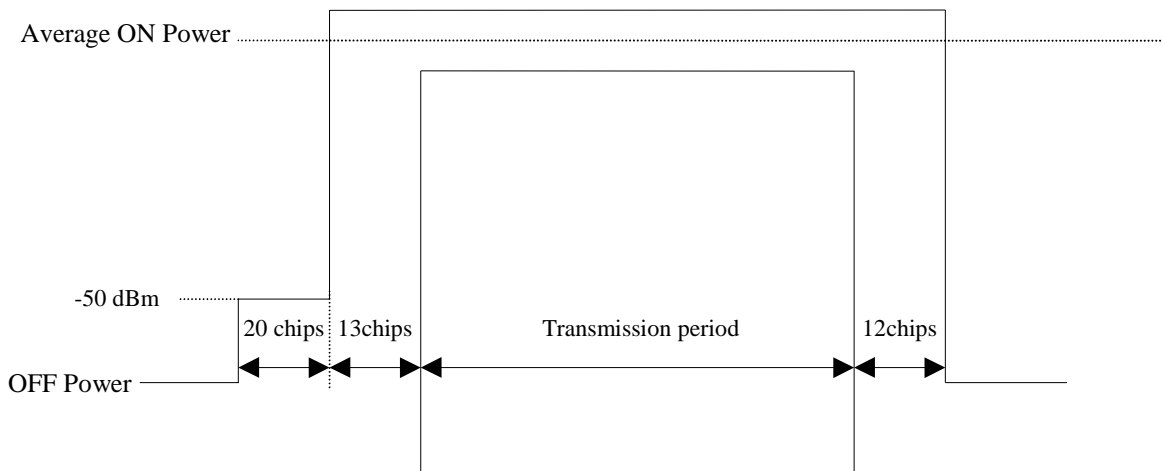 Average ON Power
-50 dBm
20 chips
13chips
Transmission period
12chips
OFF Power